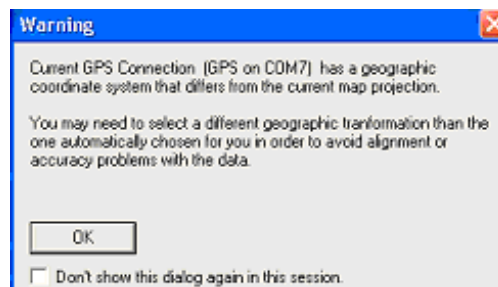 Warning
Current GPS Connection (GPS on COM7) has a geographic
coordinate system that differs from the current map projection.
You may need to select a different geographic tranformation than the
one automatically chosen for you in order to avoid alignment or
accuracy problems with the data.
OK
Don't show this dialog again in this session.